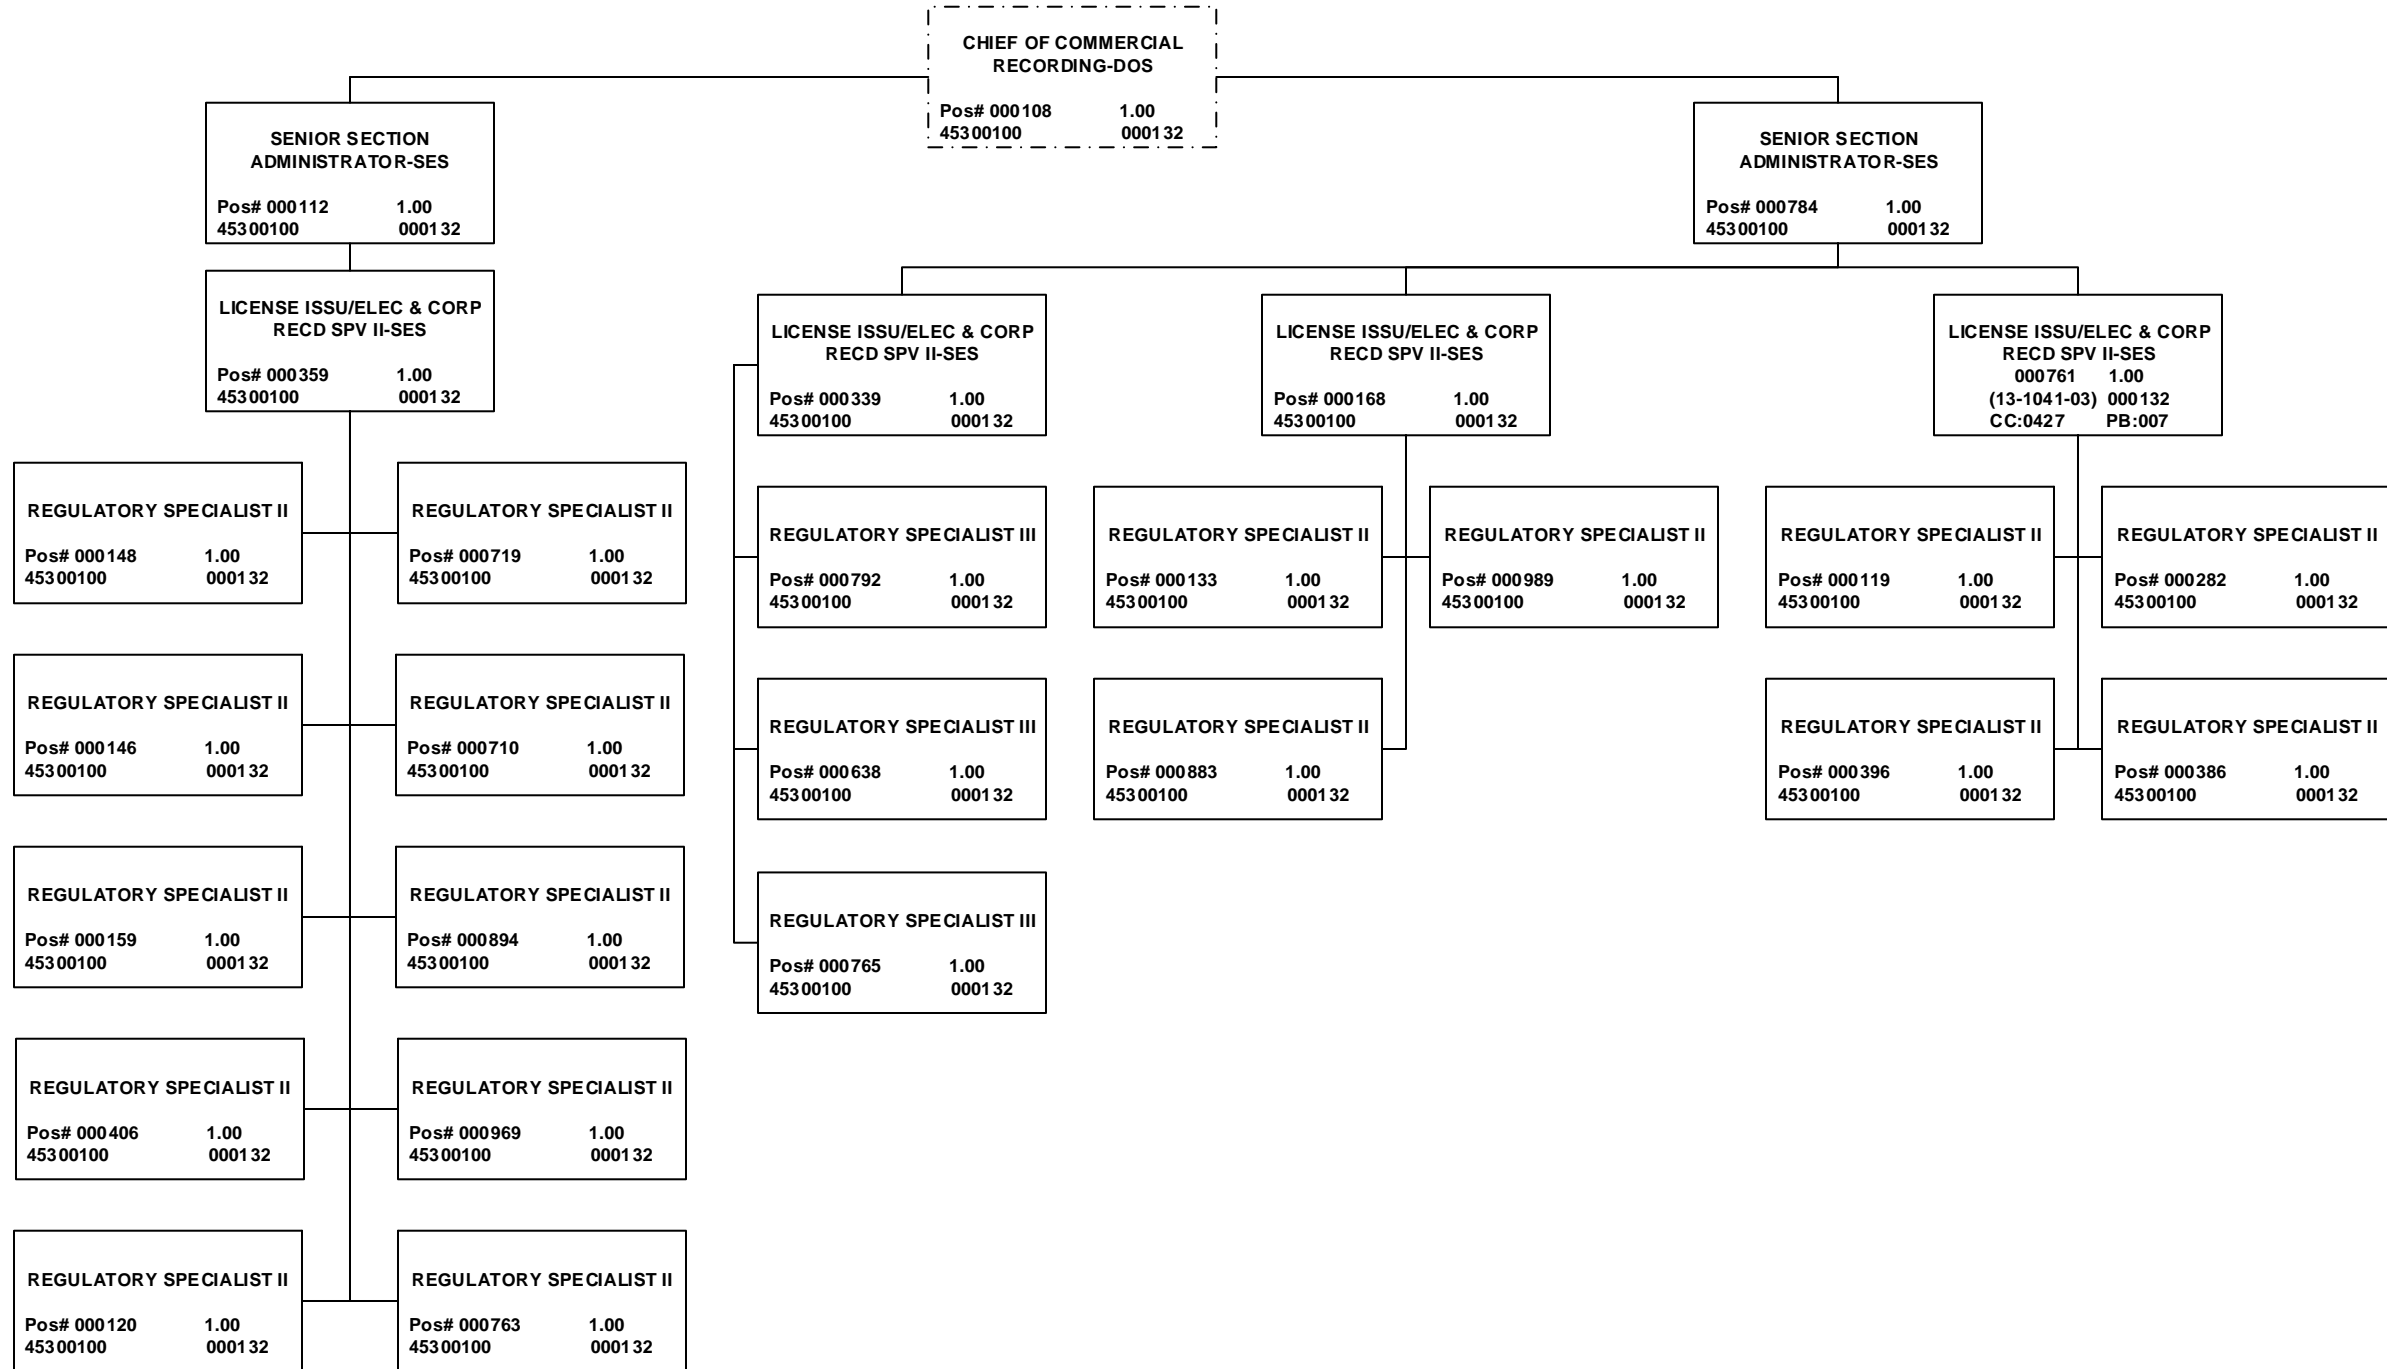 CHIEF OF COMMERCIAL
RECORDING-DOS
Pos# 000108 1.00
45300100 000132
SENIOR SECTION
ADMINISTRATOR-SES
Pos# 000112 1.00
45300100 000132
SENIOR SECTION
ADMINISTRATOR-SES
Pos# 000784 1.00
45300100 000132
LICENSE ISSU/ELEC & CORP
RECD SPV II-SES
Pos# 000359 1.00
45300100 000132
LICENSE ISSU/ELEC & CORP
RECD SPV II-SES
Pos# 000339 1.00
45300100 000132
LICENSE ISSU/ELEC & CORP
RECD SPV II-SES
Pos# 000168 1.00
45300100 000132
LICENSE ISSU/ELEC & CORP
RECD SPV II-SES
000761 1.00
(13-1041-03) 000132
CC:0427 PB:007
REGULATORY SPECIALIST II
Pos# 000148 1.00
45300100 000132
REGULATORY SPECIALIST II
Pos# 000719 1.00
45300100 000132
REGULATORY SPECIALIST III
Pos# 000792 1.00
45300100 000132
REGULATORY SPECIALIST II
Pos# 000133 1.00
45300100 000132
REGULATORY SPECIALIST II
Pos# 000989 1.00
45300100 000132
REGULATORY SPECIALIST II
Pos# 000119 1.00
45300100 000132
REGULATORY SPECIALIST II
Pos# 000282 1.00
45300100 000132
REGULATORY SPECIALIST II
Pos# 000146 1.00
45300100 000132
REGULATORY SPECIALIST II
Pos# 000710 1.00
45300100 000132
REGULATORY SPECIALIST III
Pos# 000638 1.00
45300100 000132
REGULATORY SPECIALIST II
Pos# 000883 1.00
45300100 000132
REGULATORY SPECIALIST II
Pos# 000396 1.00
45300100 000132
REGULATORY SPECIALIST II
Pos# 000386 1.00
45300100 000132
REGULATORY SPECIALIST II
Pos# 000159 1.00
45300100 000132
REGULATORY SPECIALIST II
Pos# 000894 1.00
45300100 000132
REGULATORY SPECIALIST III
Pos# 000765 1.00
45300100 000132
REGULATORY SPECIALIST II
Pos# 000406 1.00
45300100 000132
REGULATORY SPECIALIST II
Pos# 000969 1.00
45300100 000132
REGULATORY SPECIALIST II
Pos# 000120 1.00
45300100 000132
REGULATORY SPECIALIST II
Pos# 000763 1.00
45300100 000132